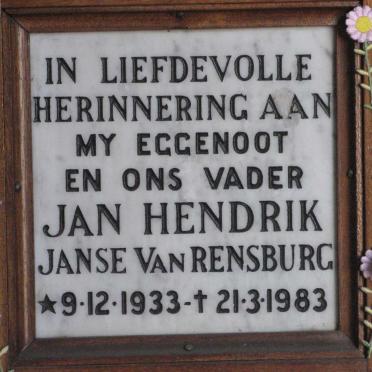 IN LIEFDEVOLLE
HERINNERING AAN
MY EGGENOOT
EN ONS VADER
JAN HENDRIK
JANSE VAN RENSBURG
★9·12·1933-†21·3·1983